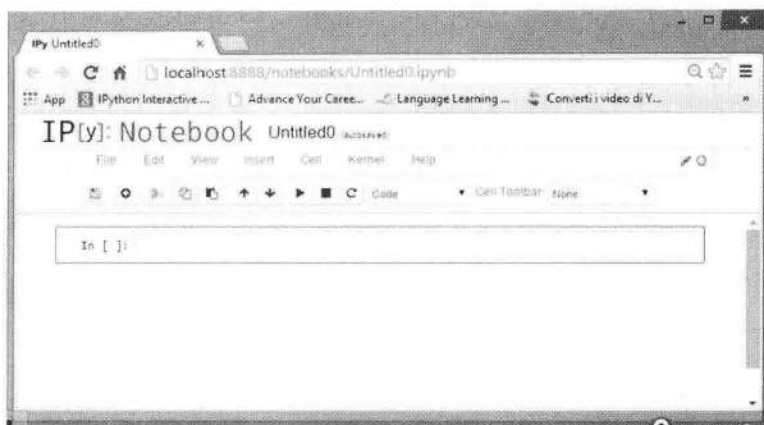 IPy Untitled0
localhost:8888/notebooks/Untitled0.ipynb
App IPython Interactive ... Advance Your Caree... Language Learning ... Converti i video di Y... »
IP[y]: Notebook Untitled0 (autosaved)
File Edit View Insert Cell Kernel Help
Code Cell Toolbar: None
In [ ]: